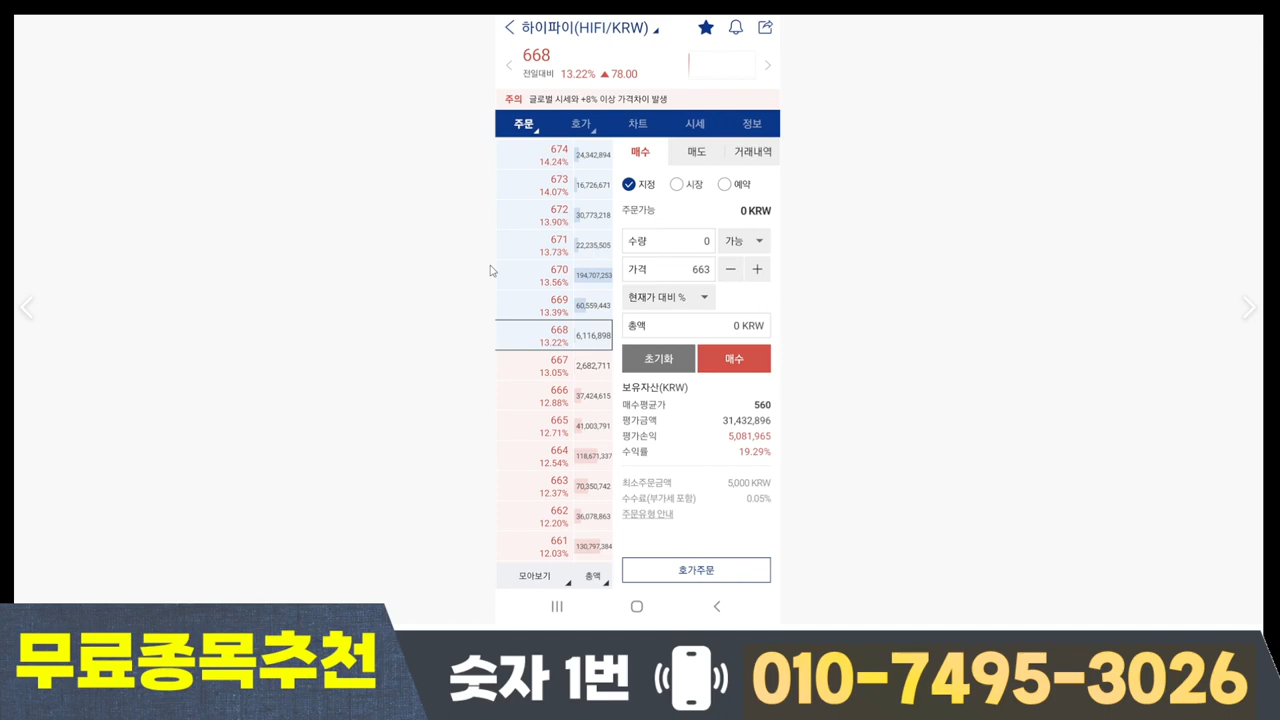 하이파이(HIFI/KRW)
668
전일대비 13.22% ▲78.00
주의 글로벌 시세와 +8% 이상 가격차이 발생
주문 호가 차트 시세 정보
674 24,342,894
14.24%
673 16,726,671
14.07%
672 30,773,218
13.90%
671 22,235,505
13.73%
670 194,707,253
13.56%
669 60,559,443
13.39%
668 6,116,898
13.22%
667 2,682,711
13.05%
666 37,424,615
12.88%
665 41,003,791
12.71%
664 118,671,337
12.54%
663 70,350,742
12.37%
662 36,078,863
12.20%
661 130,797,384
12.03%
모아보기 총액
매수 매도 거래내역
지정 시장 예약
주문가능 0 KRW
수량 0 가능
가격 663 − +
현재가 대비 %
총액 0 KRW
초기화 매수
보유자산(KRW)
매수평균가 560
평가금액 31,432,896
평가손익 5,081,965
수익률 19.29%
최소주문금액 5,000 KRW
수수료(부가세 포함) 0.05%
주문유형 안내
호가주문
무료종목추천
숫자 1번 010-7495-3026